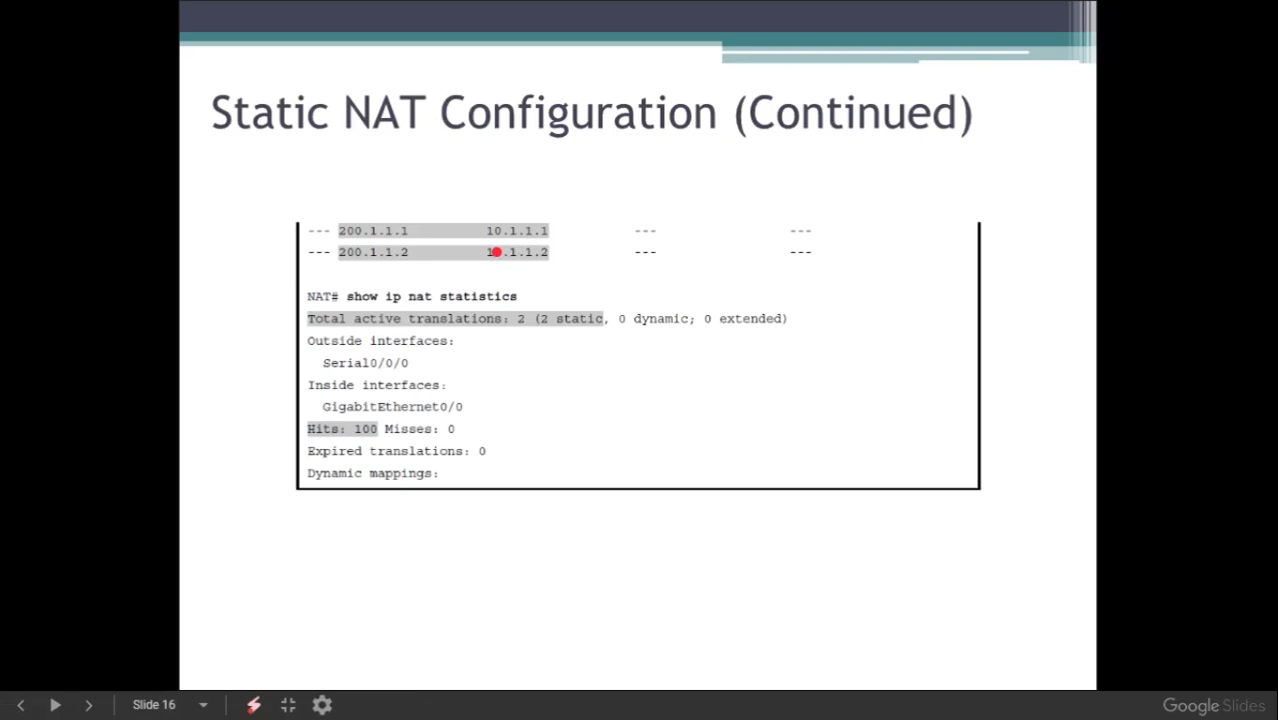 Static NAT Configuration (Continued)
--- 200.1.1.1 10.1.1.1 --- ---
--- 200.1.1.2 10.1.1.2 --- ---
NAT# show ip nat statistics
Total active translations: 2 (2 static, 0 dynamic; 0 extended)
Outside interfaces:
Serial0/0/0
Inside interfaces:
GigabitEthernet0/0
Hits: 100 Misses: 0
Expired translations: 0
Dynamic mappings:
Slide 16
Google Slides